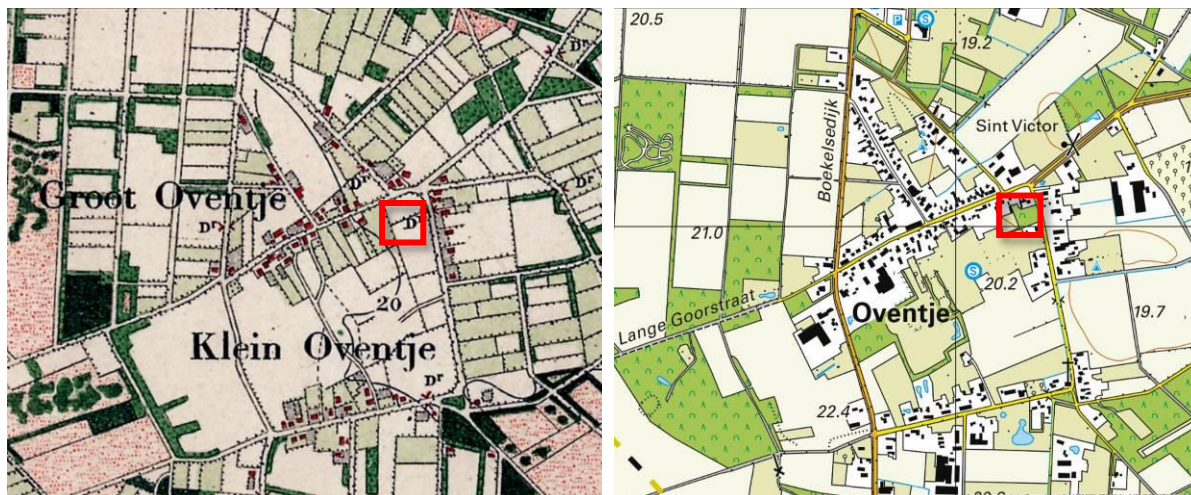 Groot Oventje
Klein Oventje
20
Dr
Dr
Dr
Dr
Dr
20.5
P
S
19.2
Boekelsedijk
Sint Victor
21.0
S
20.2
Lange Goorstraat
Oventje
19.7
22.4